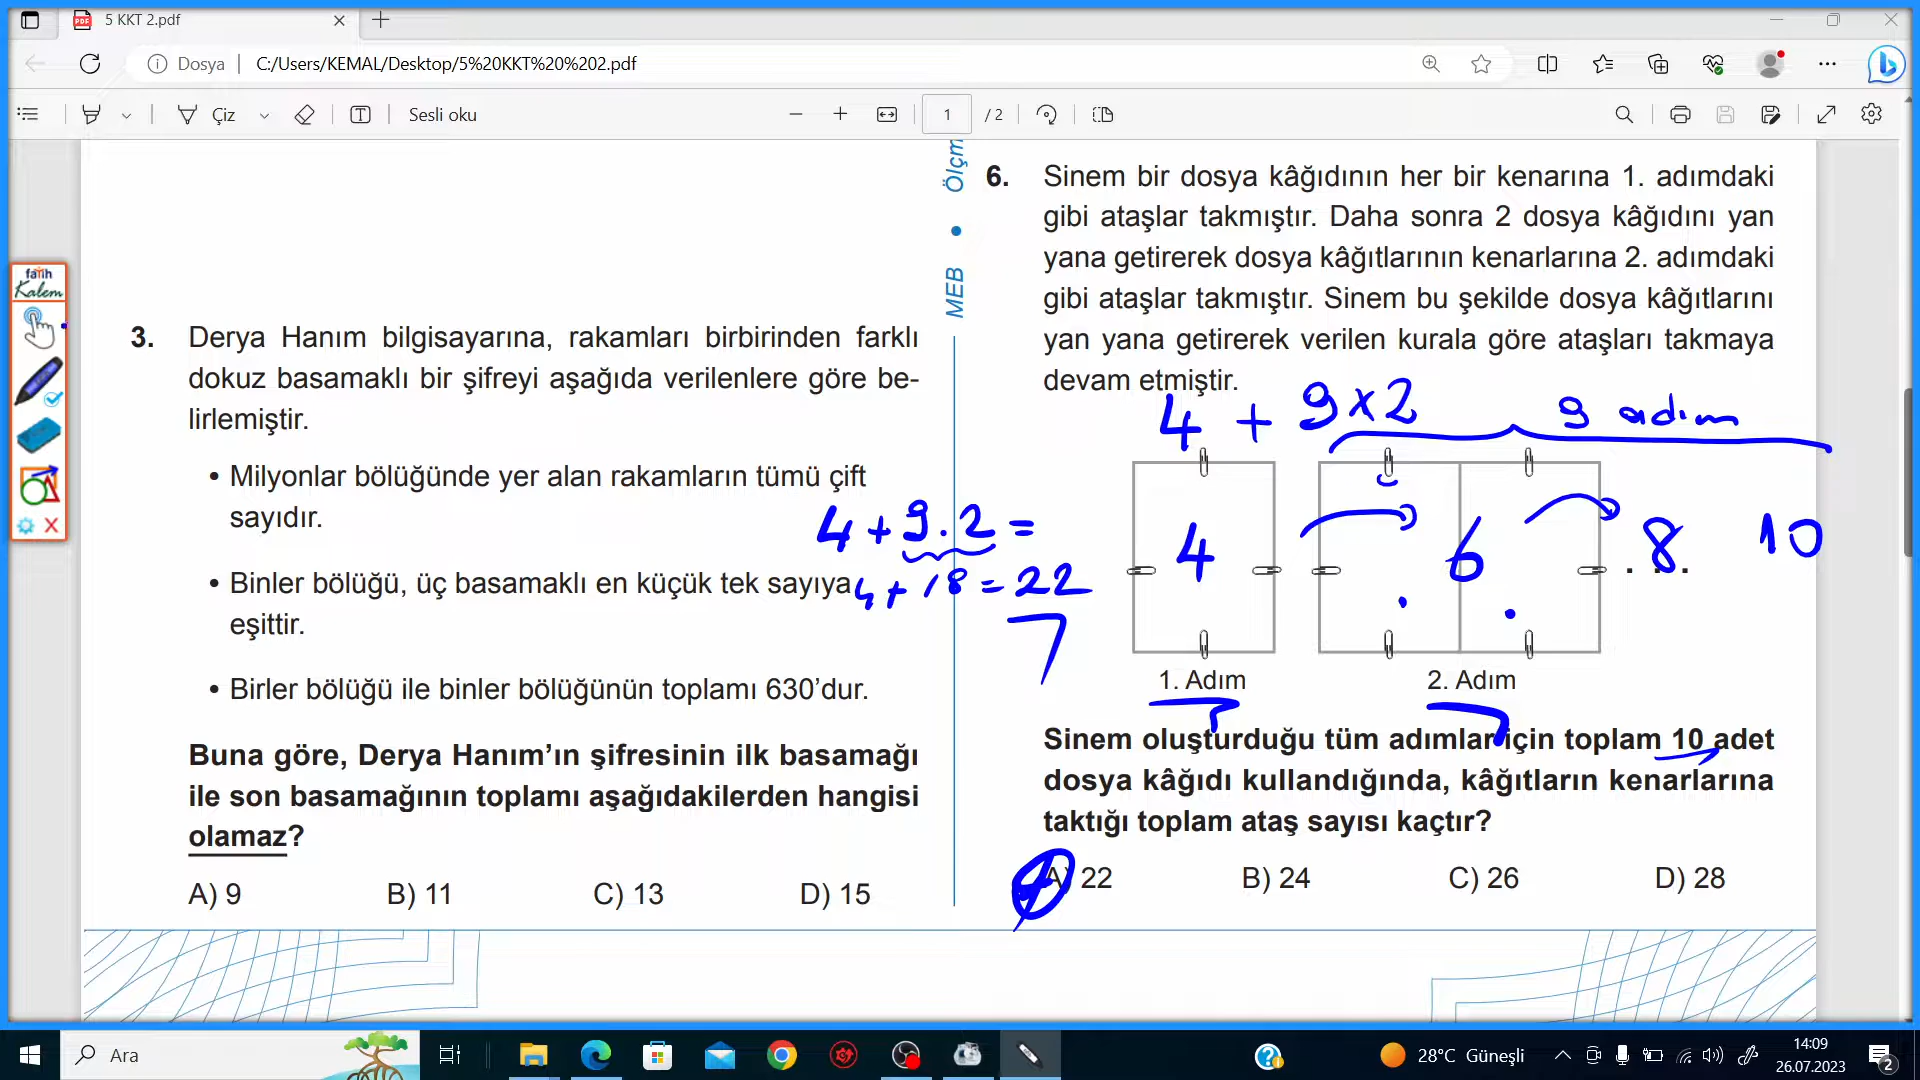 5 KKT 2.pdf
Dosya
C:/Users/KEMAL/Desktop/5%20KKT%20%202.pdf
Çiz
Sesli oku
1
/ 2
fatih
Kalem
MEB • Ölçm
3. Derya Hanım bilgisayarına, rakamları birbirinden farklı
dokuz basamaklı bir şifreyi aşağıda verilenlere göre be-
lirlemiştir.
• Milyonlar bölüğünde yer alan rakamların tümü çift
sayıdır.
• Binler bölüğü, üç basamaklı en küçük tek sayıya
eşittir.
• Birler bölüğü ile binler bölüğünün toplamı 630'dur.
Buna göre, Derya Hanım'ın şifresinin ilk basamağı
ile son basamağının toplamı aşağıdakilerden hangisi
olamaz?
A) 9 B) 11 C) 13 D) 15
6. Sinem bir dosya kâğıdının her bir kenarına 1. adımdaki
gibi ataşlar takmıştır. Daha sonra 2 dosya kâğıdını yan
yana getirerek dosya kâğıtlarının kenarlarına 2. adımdaki
gibi ataşlar takmıştır. Sinem bu şekilde dosya kâğıtlarını
yan yana getirerek verilen kurala göre ataşları takmaya
devam etmiştir.
4 + 9x2 9 adım
4 + 9.2 =
4 + 18 = 22
4 6 8 10
. . .
1. Adım 2. Adım
Sinem oluşturduğu tüm adımlar için toplam 10 adet
dosya kâğıdı kullandığında, kâğıtların kenarlarına
taktığı toplam ataş sayısı kaçtır?
A) 22 B) 24 C) 26 D) 28
Ara
28°C Güneşli
14:09
26.07.2023
2